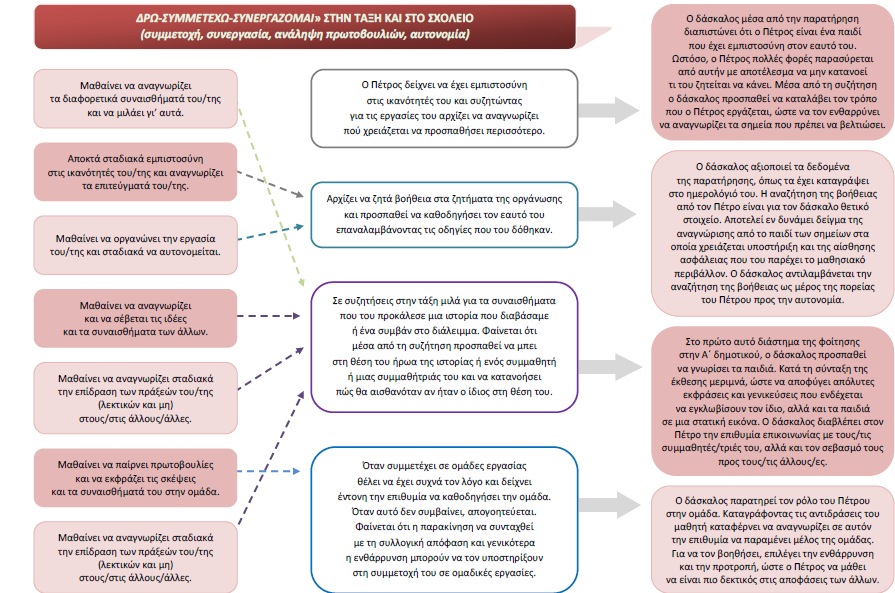 ΔΡΩ-ΣΥΜΜΕΤΕΧΩ-ΣΥΝΕΡΓΑΖΟΜΑΙ» ΣΤΗΝ ΤΑΞΗ ΚΑΙ ΣΤΟ ΣΧΟΛΕΙΟ
(συμμετοχή, συνεργασία, ανάληψη πρωτοβουλιών, αυτονομία)
Μαθαίνει να αναγνωρίζει
τα διαφορετικά συναισθήματά του/της
και να μιλάει γι’ αυτά.
Αποκτά σταδιακά εμπιστοσύνη
στις ικανότητές του/της και αναγνωρίζει
τα επιτεύγματά του/της.
Μαθαίνει να οργανώνει την εργασία
του/της και σταδιακά να αυτονομείται.
Μαθαίνει να αναγνωρίζει
και να σέβεται τις ιδέες
και τα συναισθήματα των άλλων.
Μαθαίνει να αναγνωρίζει σταδιακά
την επίδραση των πράξεών του/της
(λεκτικών και μη)
στους/στις άλλους/άλλες.
Μαθαίνει να παίρνει πρωτοβουλίες
και να εκφράζει τις σκέψεις
και τα συναισθήματά του στην ομάδα.
Μαθαίνει να αναγνωρίζει σταδιακά
την επίδραση των πράξεών του/της
(λεκτικών και μη)
στους/στις άλλους/άλλες.
Ο Πέτρος δείχνει να έχει εμπιστοσύνη
στις ικανότητές του και συζητώντας
για τις εργασίες του αρχίζει να αναγνωρίζει
πού χρειάζεται να προσπαθήσει περισσότερο.
Αρχίζει να ζητά βοήθεια στα ζητήματα της οργάνωσης
και προσπαθεί να καθοδηγήσει τον εαυτό του
επαναλαμβάνοντας τις οδηγίες που του δόθηκαν.
Σε συζητήσεις στην τάξη μιλά για τα συναισθήματα
που του προκάλεσε μια ιστορία που διαβάσαμε
ή ένα συμβάν στο διάλειμμα. Φαίνεται ότι
μέσα από τη συζήτηση προσπαθεί να μπει
στη θέση του ήρωα της ιστορίας ή ενός συμμαθητή
ή μιας συμμαθήτριάς του και να κατανοήσει
πώς θα αισθανόταν αν ήταν ο ίδιος στη θέση του.
Όταν συμμετέχει σε ομάδες εργασίας
θέλει να έχει συχνά τον λόγο και δείχνει
έντονη την επιθυμία να καθοδηγήσει την ομάδα.
Όταν αυτό δεν συμβαίνει, απογοητεύεται.
Φαίνεται ότι η παρακίνηση να συνταχθεί
με τη συλλογική απόφαση και γενικότερα
η ενθάρρυνση μπορούν να τον υποστηρίξουν
στη συμμετοχή του σε ομαδικές εργασίες.
Ο δάσκαλος μέσα από την παρατήρηση
διαπιστώνει ότι ο Πέτρος είναι ένα παιδί
που έχει εμπιστοσύνη στον εαυτό του.
Ωστόσο, ο Πέτρος πολλές φορές παρασύρεται
από αυτήν με αποτέλεσμα να μην κατανοεί
τι του ζητείται να κάνει. Μέσα από τη συζήτηση
ο δάσκαλος προσπαθεί να καταλάβει τον τρόπο
που ο Πέτρος εργάζεται, ώστε να τον ενθαρρύνει
να αναγνωρίζει τα σημεία που πρέπει να βελτιώσει.
Ο δάσκαλος αξιοποιεί τα δεδομένα
της παρατήρησης, όπως τα έχει καταγράψει
στο ημερολόγιό του. Η αναζήτηση της βοήθειας
από τον Πέτρο είναι για τον δάσκαλο θετικό
στοιχείο. Αποτελεί εν δυνάμει δείγμα της
αναγνώρισης από το παιδί των σημείων στα
οποία χρειάζεται υποστήριξη και της αίσθησης
ασφάλειας που του παρέχει το μαθησιακό
περιβάλλον. Ο δάσκαλος αντιλαμβάνεται την
αναζήτηση της βοήθειας ως μέρος της πορείας
του Πέτρου προς την αυτονομία.
Στο πρώτο αυτό διάστημα της φοίτησης
στην Α΄ δημοτικού, ο δάσκαλος προσπαθεί
να γνωρίσει τα παιδιά. Κατά τη σύνταξη της
έκθεσης μεριμνά, ώστε να αποφύγει απόλυτες
εκφράσεις και γενικεύσεις που ενδέχεται
να εγκλωβίσουν τον ίδιο, αλλά και τα παιδιά
σε μια στατική εικόνα. Ο δάσκαλος διαβλέπει στον
Πέτρο την επιθυμία επικοινωνίας με τους/τις
συμμαθητές/τριές του, αλλά και τον σεβασμό τους
προς τους/τις άλλους/ες.
Ο δάσκαλος παρατηρεί τον ρόλο του Πέτρου
στην ομάδα. Καταγράφοντας τις αντιδράσεις του
μαθητή καταφέρνει να αναγνωρίζει σε αυτόν
την επιθυμία να παραμένει μέλος της ομάδας.
Για να τον βοηθήσει, επιλέγει την ενθάρρυνση
και την προτροπή, ώστε ο Πέτρος να μάθει
να είναι πιο δεκτικός στις αποφάσεις των άλλων.